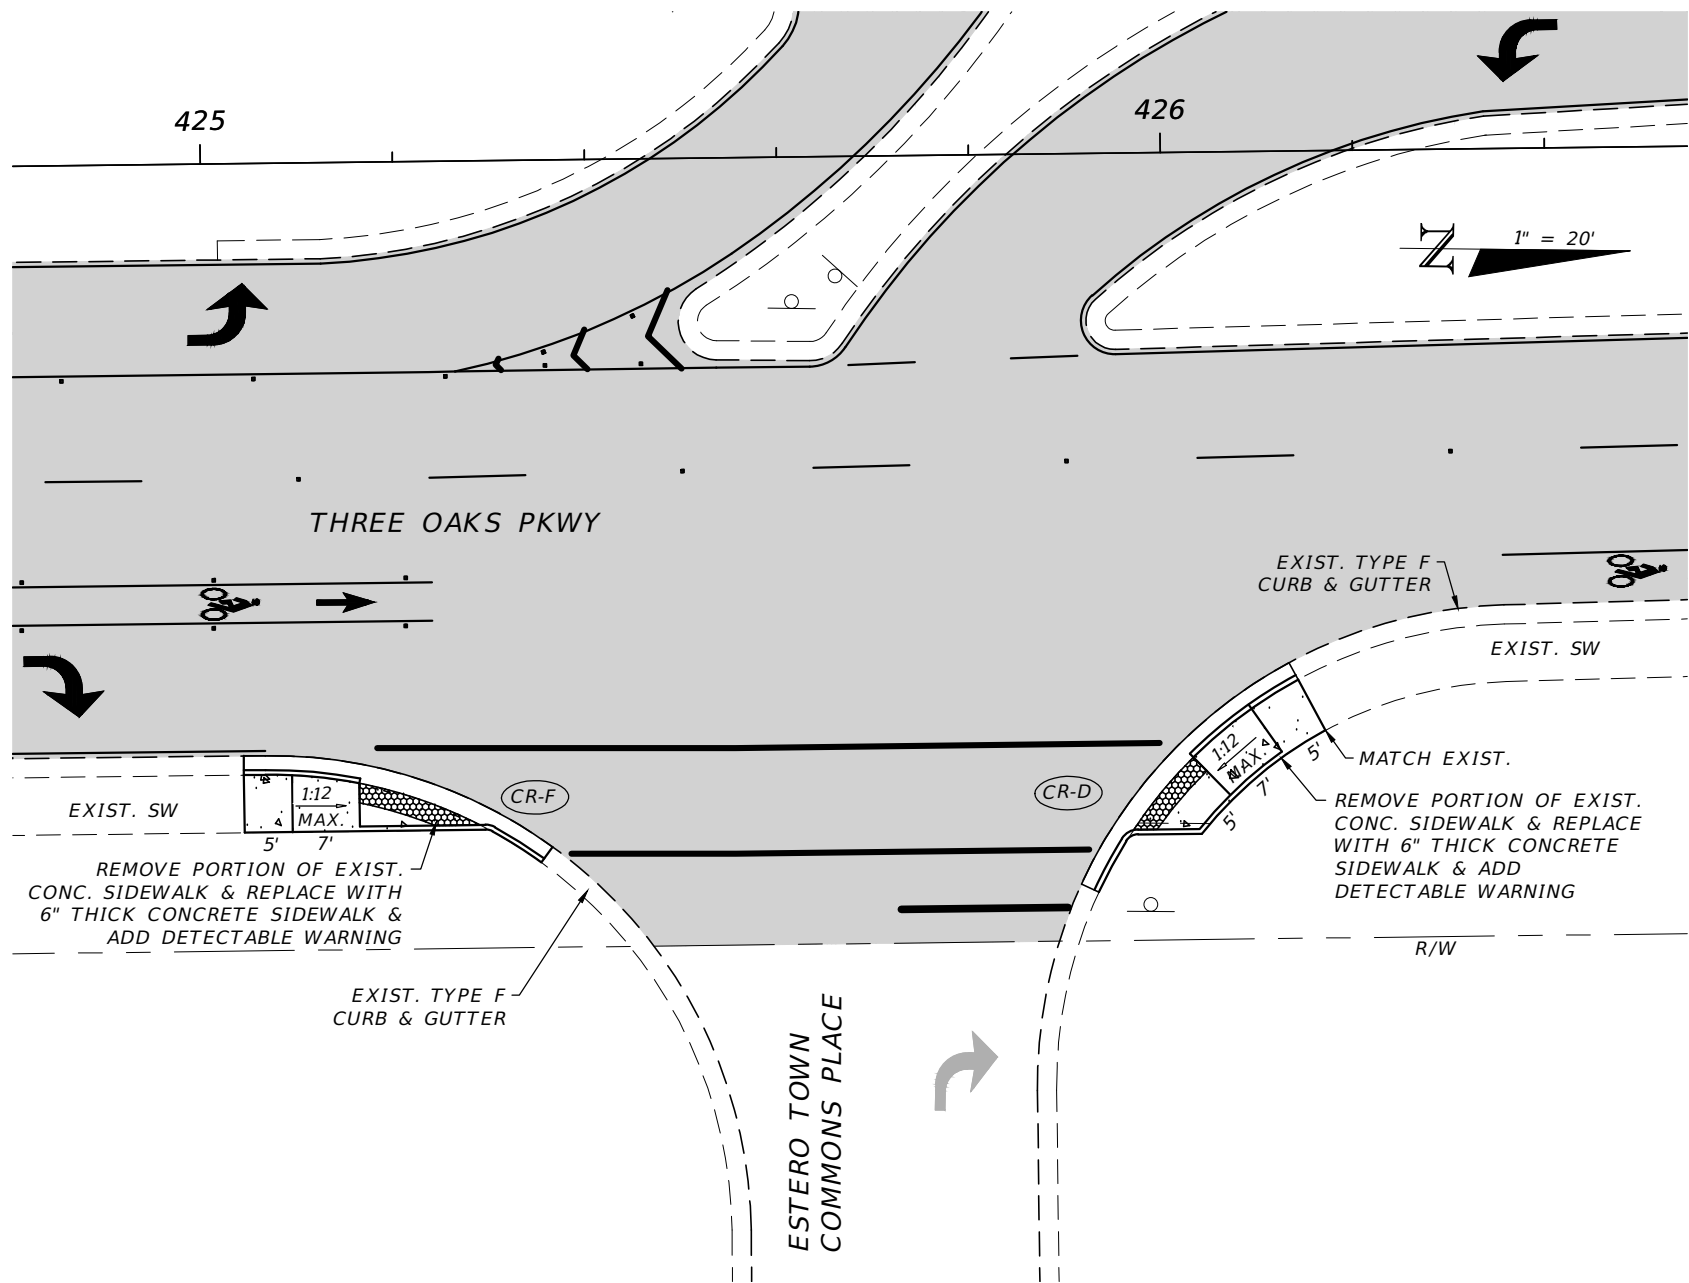 425
426
N
1" = 20'
THREE OAKS PKWY
EXIST. TYPE F
CURB & GUTTER
EXIST. SW
1:12
MAX.
5'
7'
5'
MATCH EXIST.
CR-F
CR-D
EXIST. SW
1:12
MAX.
5'
7'
REMOVE PORTION OF EXIST.
CONC. SIDEWALK & REPLACE WITH
6" THICK CONCRETE SIDEWALK &
ADD DETECTABLE WARNING
REMOVE PORTION OF EXIST.
CONC. SIDEWALK & REPLACE
WITH 6" THICK CONCRETE
SIDEWALK & ADD
DETECTABLE WARNING
R/W
EXIST. TYPE F
CURB & GUTTER
ESTERO TOWN
COMMONS PLACE